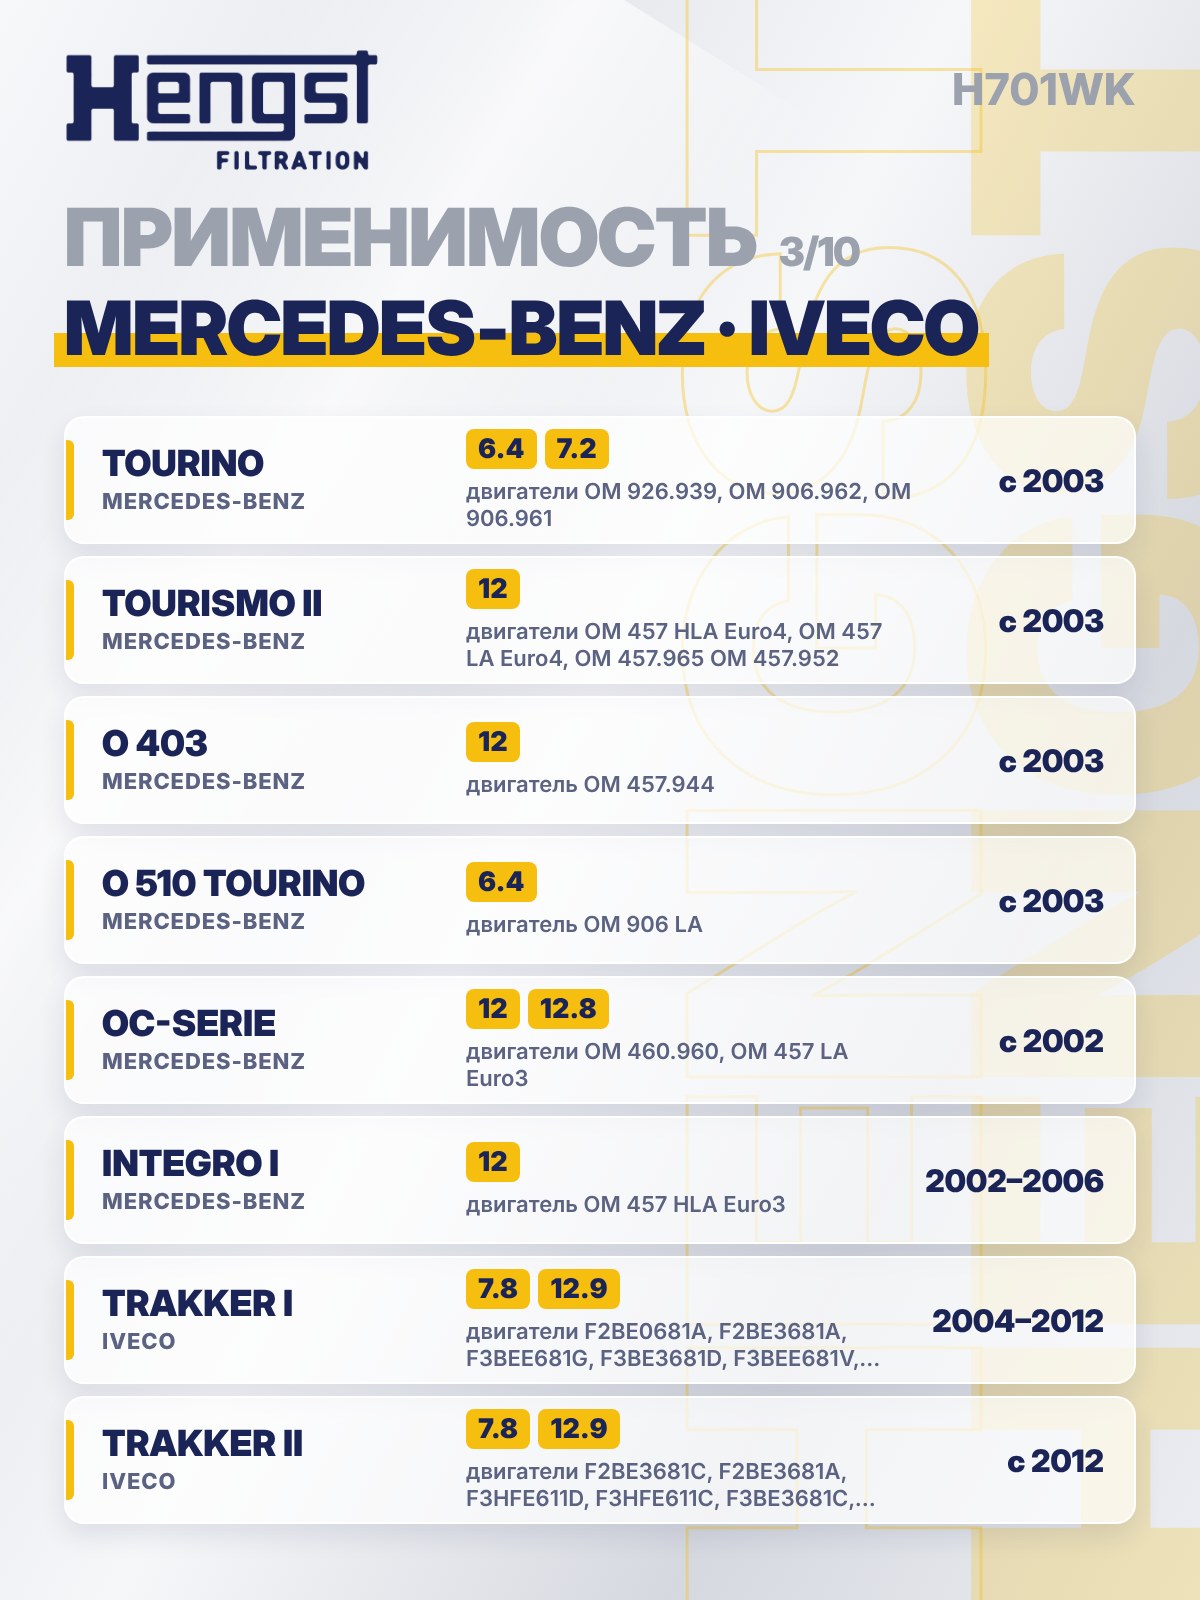 Hengst
FILTRATION
H701WK
ПРИМЕНИМОСТЬ 3/10
MERCEDES-BENZ · IVECO
TOURINO
MERCEDES-BENZ
6.4 7.2
двигатели OM 926.939, OM 906.962, OM
906.961
с 2003
TOURISMO II
MERCEDES-BENZ
12
двигатели OM 457 HLA Euro4, OM 457
LA Euro4, OM 457.965 OM 457.952
с 2003
O 403
MERCEDES-BENZ
12
двигатель OM 457.944
с 2003
O 510 TOURINO
MERCEDES-BENZ
6.4
двигатель OM 906 LA
с 2003
OC-SERIE
MERCEDES-BENZ
12 12.8
двигатели OM 460.960, OM 457 LA
Euro3
с 2002
INTEGRO I
MERCEDES-BENZ
12
двигатель OM 457 HLA Euro3
2002–2006
TRAKKER I
IVECO
7.8 12.9
двигатели F2BE0681A, F2BE3681A,
F3BEE681G, F3BE3681D, F3BEE681V,...
2004–2012
TRAKKER II
IVECO
7.8 12.9
двигатели F2BE3681C, F2BE3681A,
F3HFE611D, F3HFE611C, F3BE3681C,...
с 2012
HENGST
HENGST